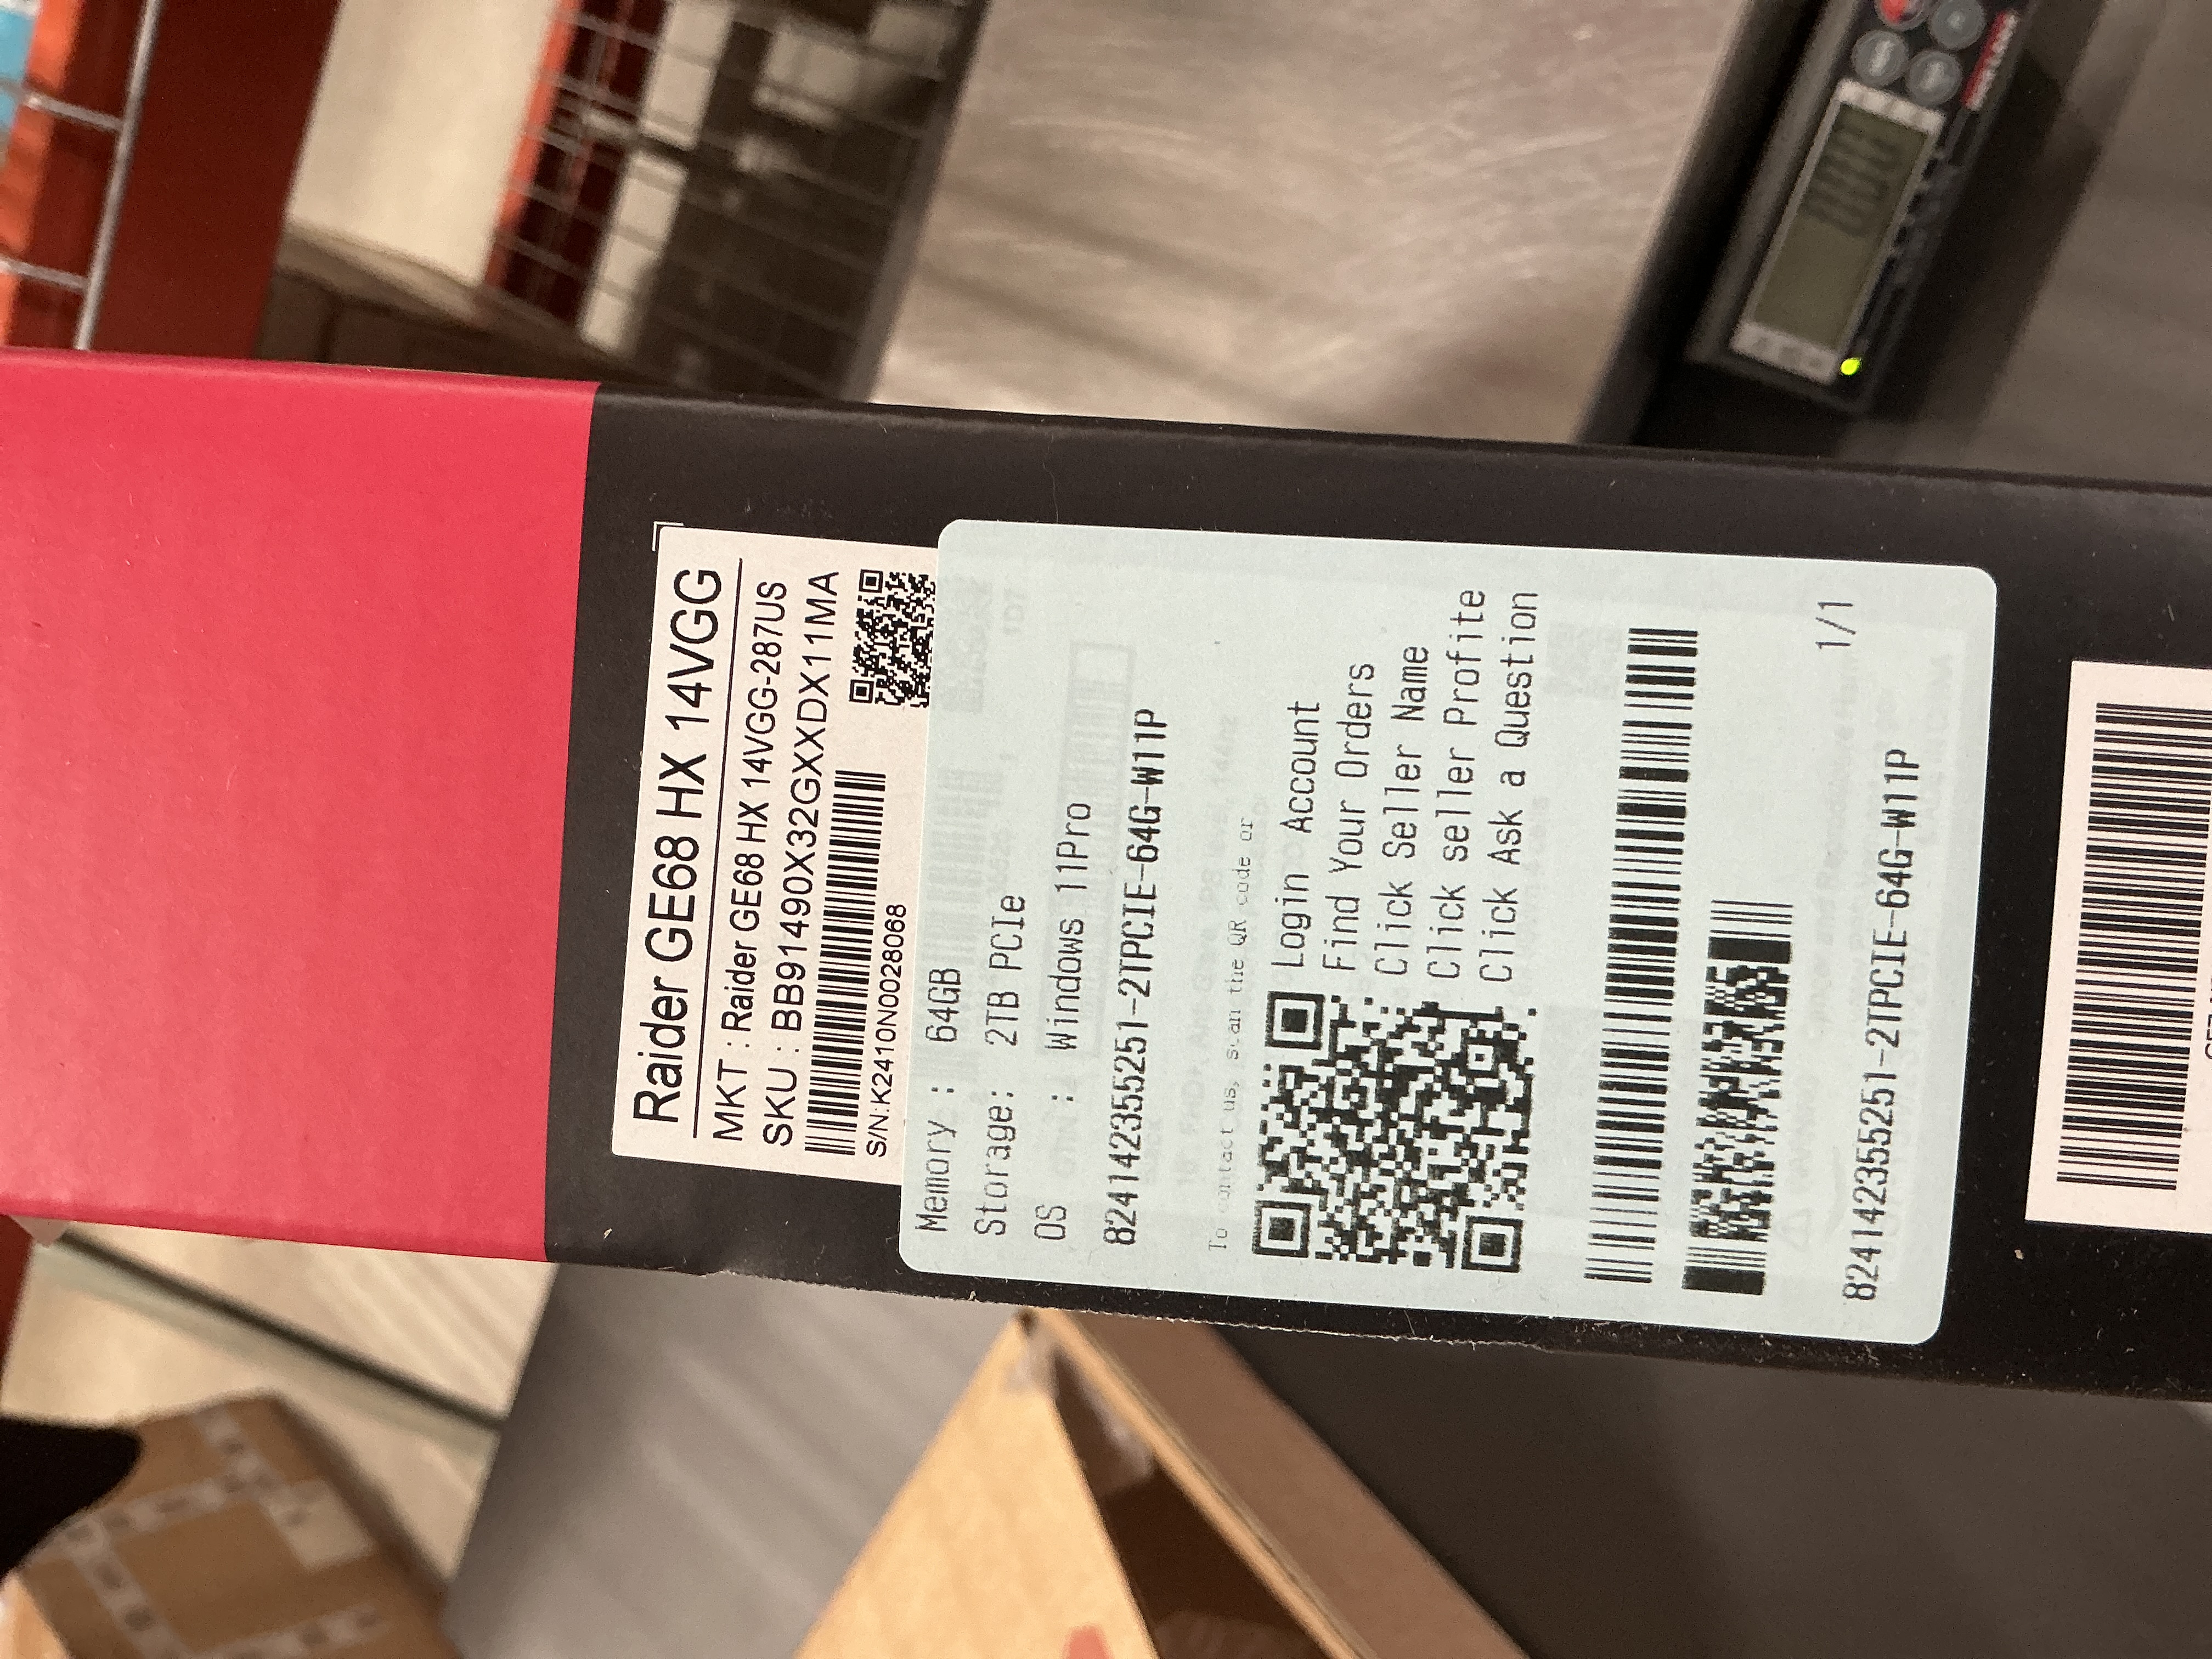 Raider GE68 HX 14VGG
MKT : Raider GE68 HX 14VGG-287US
SKU : BB91490X32GXXDX11MA
S/N:K2410N0028068
Memory : 64GB
Storage: 2TB PCIe
OS : Windows 11Pro
824142355251-2TPCIE-64G-W11P
To contact us, scan the QR code or
Login Account
Find Your Orders
Click Seller Name
Click seller Profite
Click Ask a Question
1/1
824142355251-2TPCIE-64G-W11P